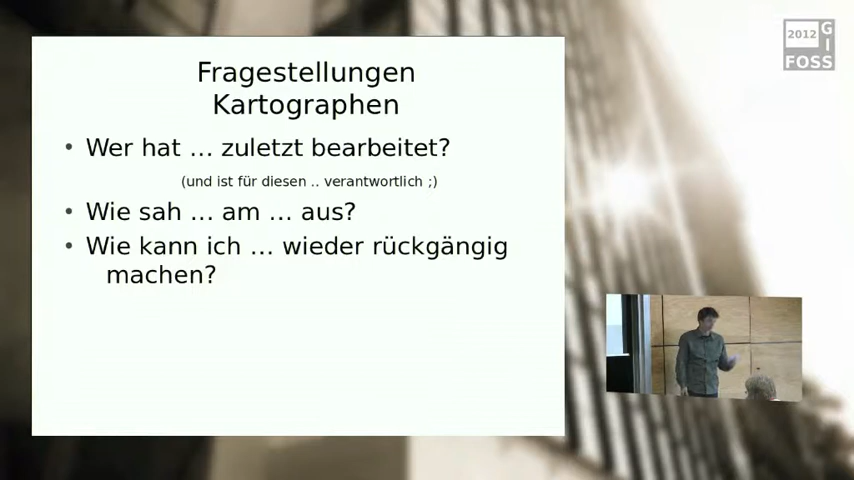 Fragestellungen
Kartographen
• Wer hat ... zuletzt bearbeitet?
(und ist für diesen .. verantwortlich ;)
• Wie sah ... am ... aus?
• Wie kann ich ... wieder rückgängig
machen?
2012 G
I
FOSS